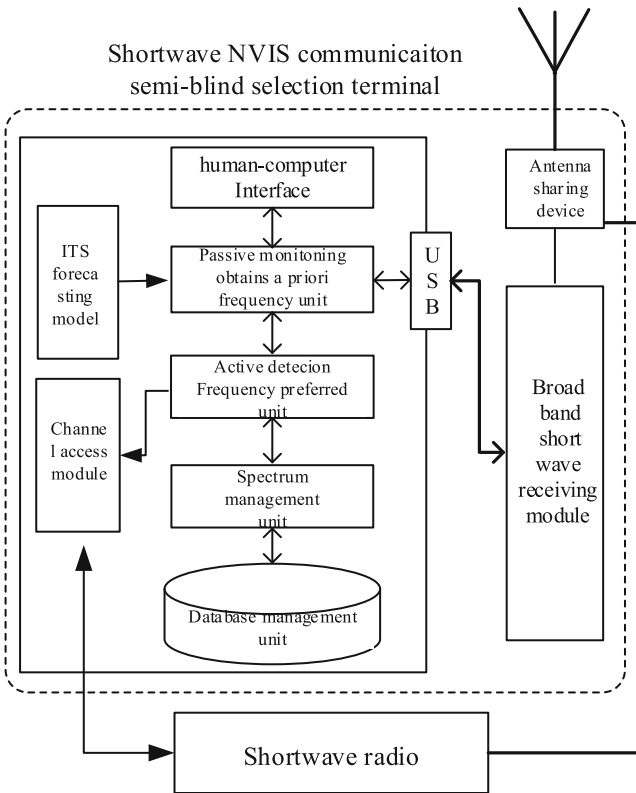 Shortwave NVIS communicaiton
semi-blind selection terminal
human-computer
Interface
Antenna
sharing
device
ITS
foreca
sting
model
Passive monitoring
obtains a priori
frequency unit
U
S
B
Active detecion
Frequency preferred
unit
Channe
l access
module
Broad
band
short
wave
receiving
module
Spectrum
management
unit
Database management
unit
Shortwave radio